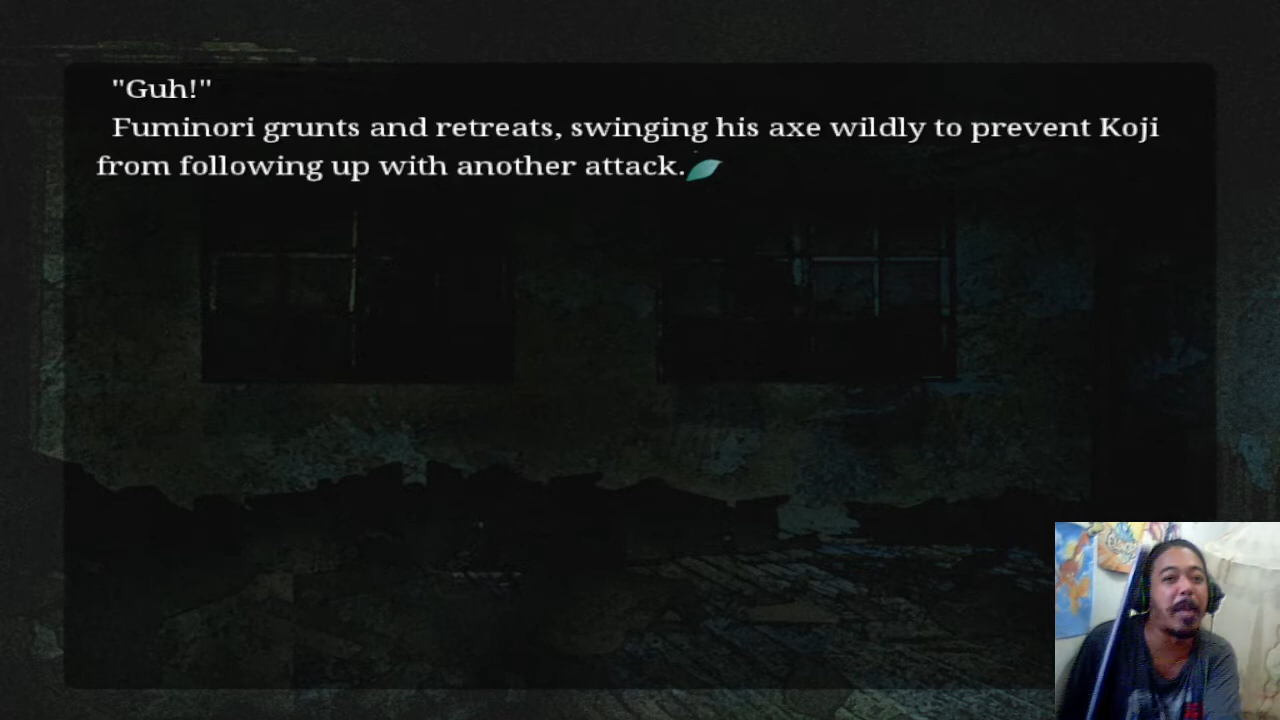 "Guh!"
Fuminori grunts and retreats, swinging his axe wildly to prevent Koji
from following up with another attack.